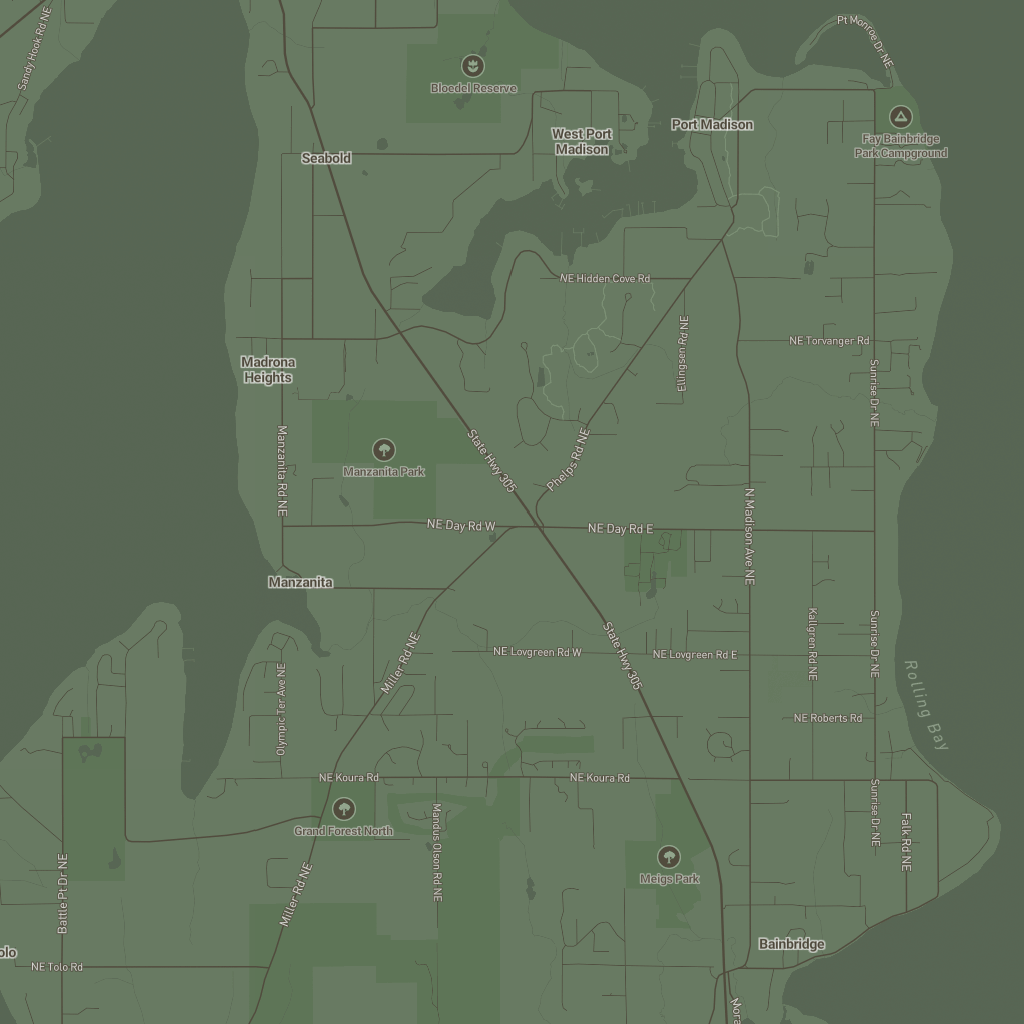 Sandy Hook Rd NE
Pt Monroe Dr NE
Bloedel Reserve
Port Madison
West Port
Madison
Fay Bainbridge
Park Campground
Seabold
NE Hidden Cove Rd
Ellingsen Rd NE
NE Torvanger Rd
Sunrise Dr NE
Madrona
Heights
Manzanita Rd NE
State Hwy 305
Phelps Rd NE
Manzanita Park
N Madison Ave NE
NE Day Rd W
NE Day Rd E
Manzanita
Kallgren Rd NE
Sunrise Dr NE
State Hwy 305
Miller Rd NE
NE Lovgreen Rd W
NE Lovgreen Rd E
Olympic Ter Ave NE
Rolling Bay
NE Roberts Rd
NE Koura Rd
NE Koura Rd
Sunrise Dr NE
Falk Rd NE
Grand Forest North
Mandus Olson Rd NE
Meigs Park
Battle Pt Dr NE
Miller Rd NE
Bainbridge
olo
NE Tolo Rd
Mora